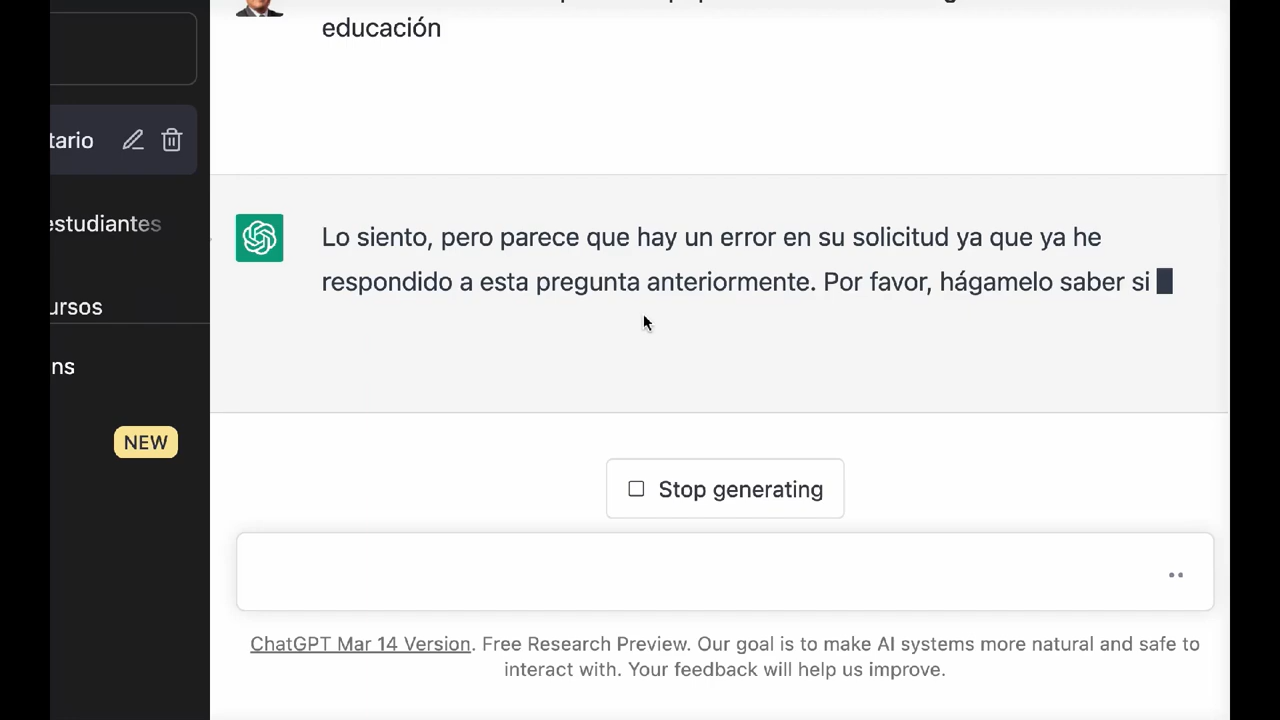 educación
tario
estudiantes
ursos
ns
NEW
Lo siento, pero parece que hay un error en su solicitud ya que ya he
respondido a esta pregunta anteriormente. Por favor, hágamelo saber si
Stop generating
ChatGPT Mar 14 Version. Free Research Preview. Our goal is to make AI systems more natural and safe to
interact with. Your feedback will help us improve.